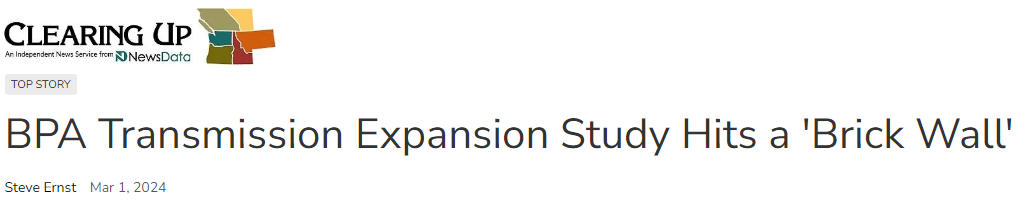 CLEARING UP
An Independent News Service from NewsData
TOP STORY
BPA Transmission Expansion Study Hits a 'Brick Wall'
Steve Ernst Mar 1, 2024